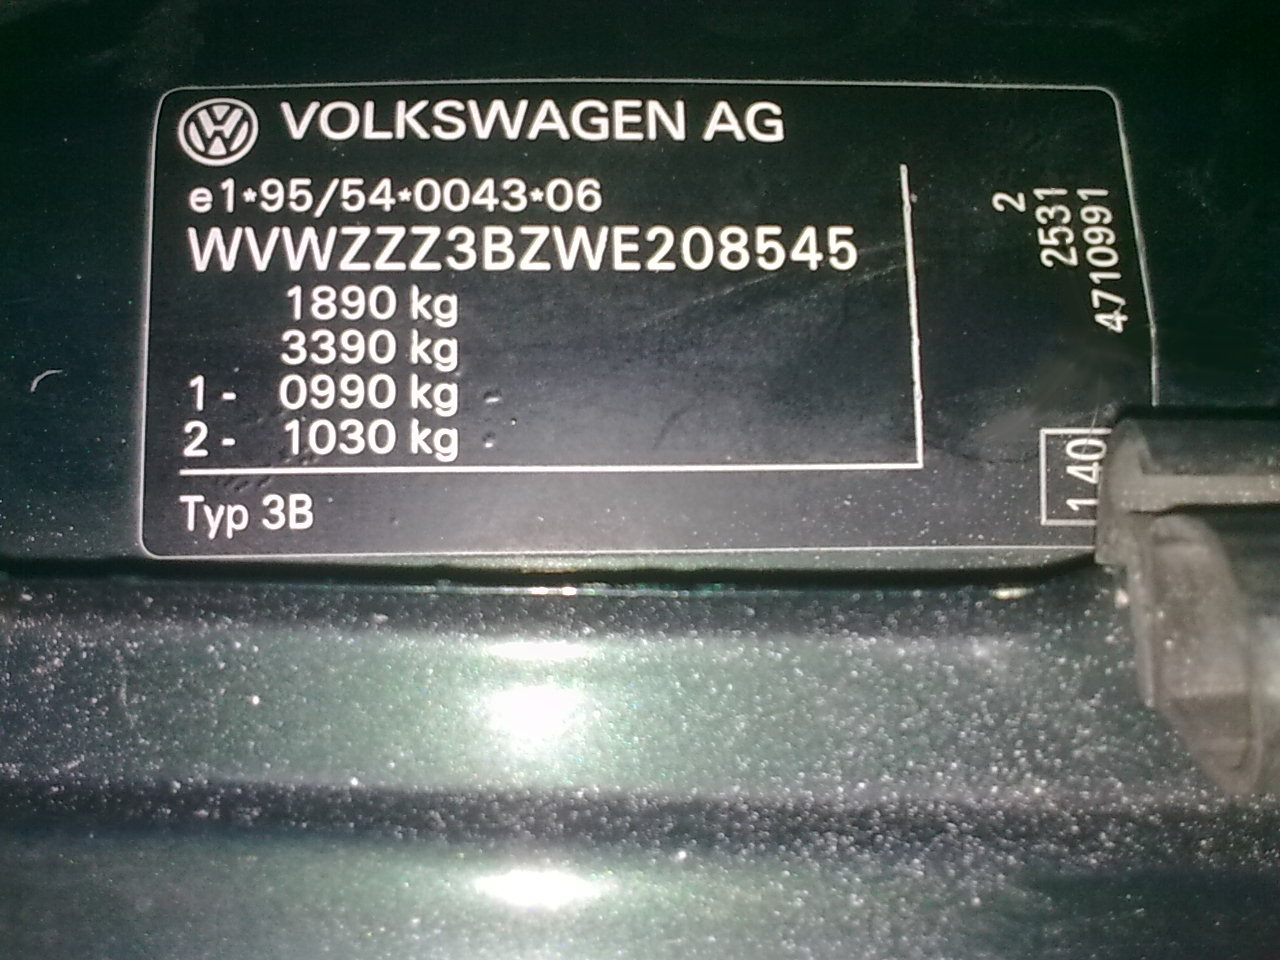 VOLKSWAGEN AG
e1*95/54*0043*06
WVWZZZ3BZWE208545
1890 kg
3390 kg
1- 0990 kg
2- 1030 kg
Typ 3B
2
2531
4710991
1,40